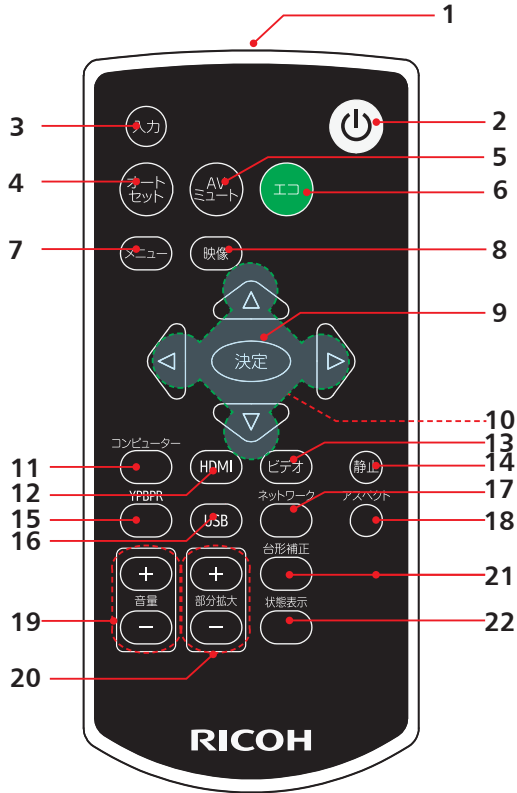 1
2
3
入力
5
4
オート
セット
AV
ミュート
エコ
6
7
メニュー
映像
8
9
決定
10
コンピューター
11
HDMI
12
ビデオ
13
静止
14
YPBPR
15
USB
16
ネットワーク
17
アスペクト
18
台形補正
21
+
音量
−
19
+
部分拡大
−
20
状態表示
22
RICOH